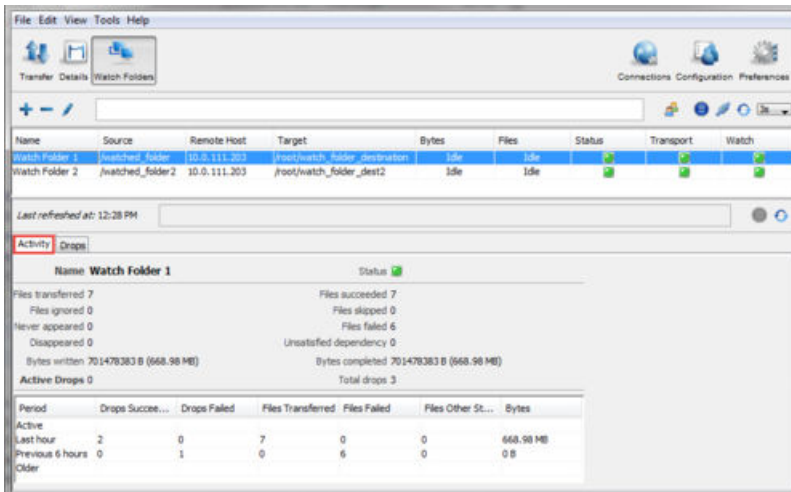 File Edit View Tools Help
Transfer Details Watch Folders
Connections Configuration Preferences
3s
Name Source Remote Host Target Bytes Files Status Transport Watch
Watch Folder 1 /watched_folder 10.0.111.203 /root/watch_folder_destination Idle Idle
Watch Folder 2 /watched_folder2 10.0.111.203 /root/watch_folder_dest2 Idle Idle
Last refreshed at: 12:28 PM
Activity Drops
Name Watch Folder 1 Status
Files transferred 7 Files succeeded 7
Files ignored 0 Files skipped 0
Never appeared 0 Files failed 6
Disappeared 0 Unsatisfied dependency 0
Bytes written 701478383 B (668.98 MB) Bytes completed 701478383 B (668.98 MB)
Active Drops 0 Total drops 3
Period Drops Succee... Drops Failed Files Transferred Files Failed Files Other St... Bytes
Active
Last hour 2 0 7 0 0 668.98 MB
Previous 6 hours 0 1 0 6 0 0 B
Older